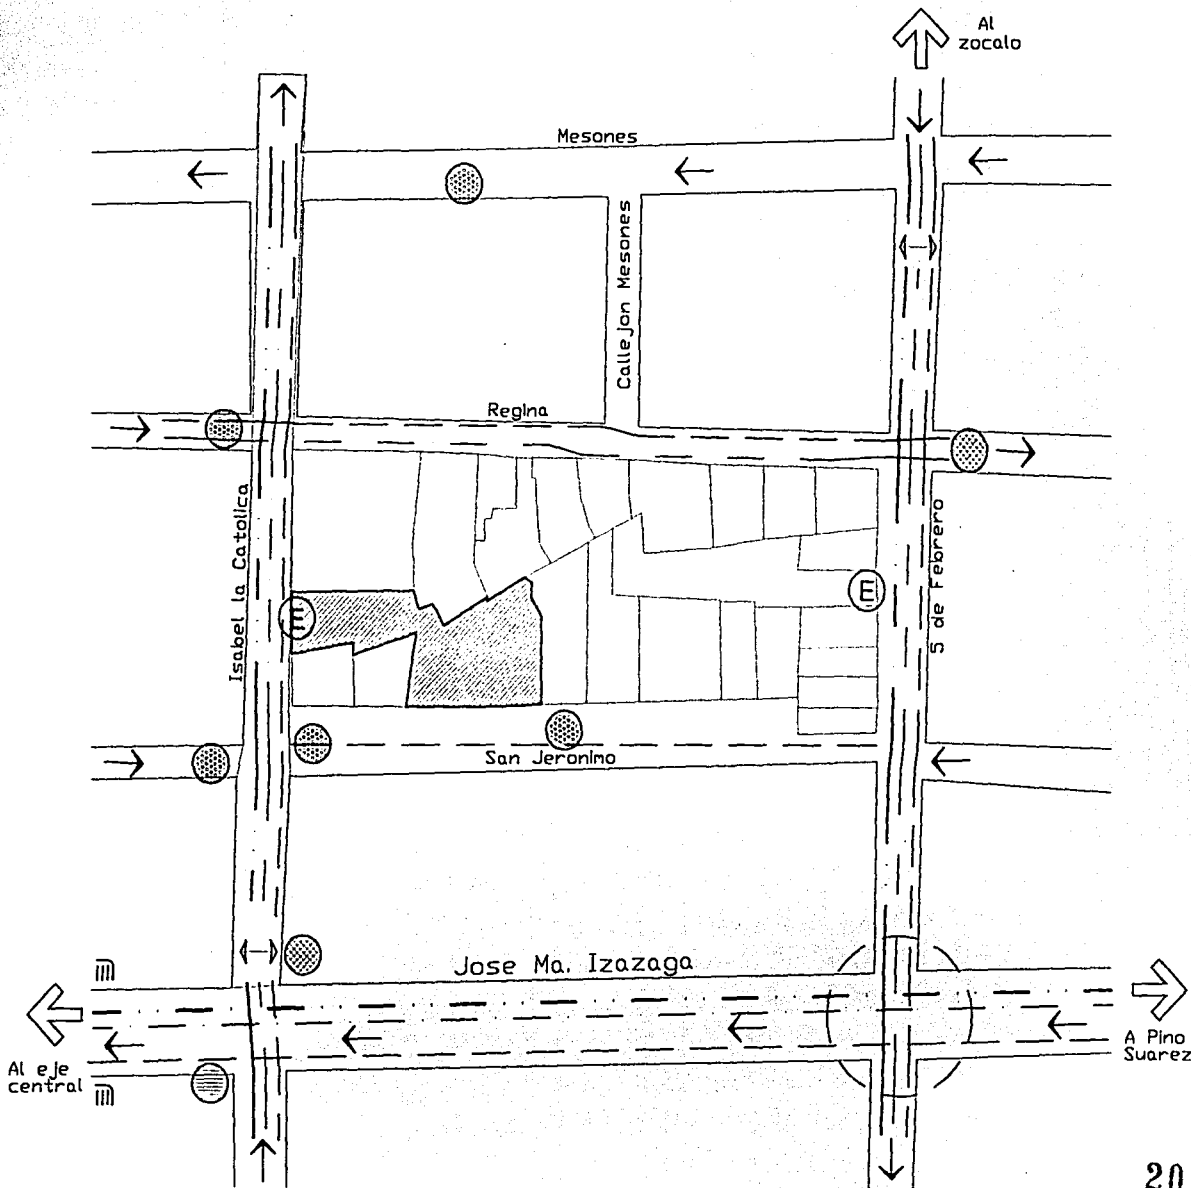 Al
zocalo
Mesones
Callejon Mesones
Regina
Isabel la Catolica
5 de Febrero
E
E
San Jeronimo
Jose Ma. Izazaga
Al eje
central
A Pino
Suarez
20